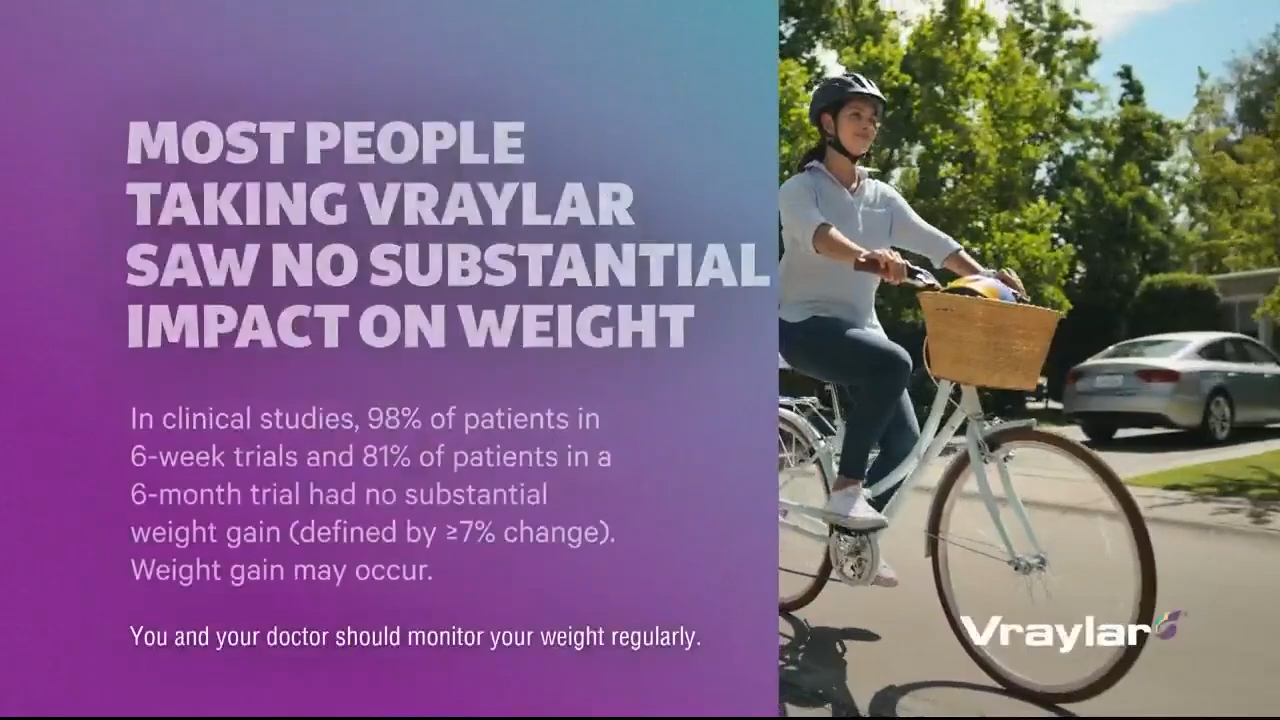 MOST PEOPLE
TAKING VRAYLAR
SAW NO SUBSTANTIAL
IMPACT ON WEIGHT
In clinical studies, 98% of patients in
6-week trials and 81% of patients in a
6-month trial had no substantial
weight gain (defined by ≥7% change).
Weight gain may occur.
You and your doctor should monitor your weight regularly.
Vraylar